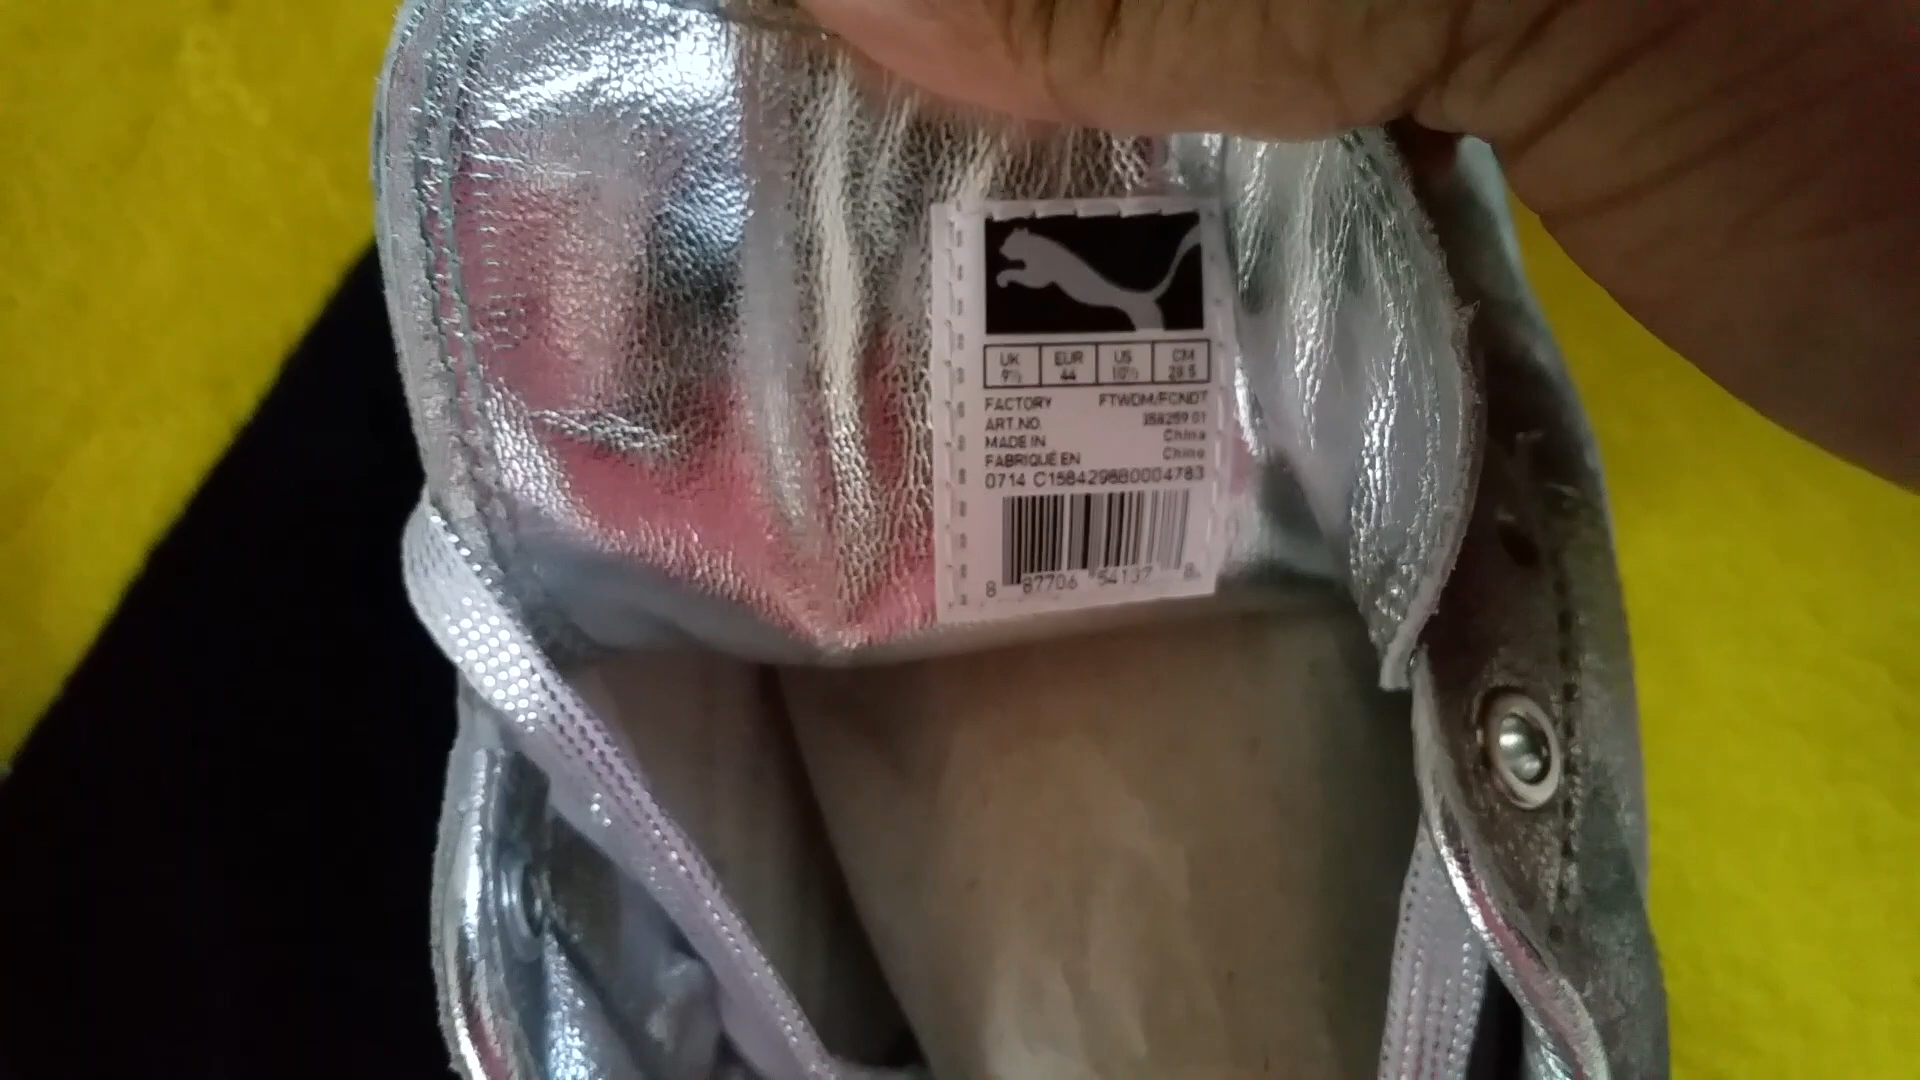 UK EUR US CM
9½ 44 10½ 28.5
FACTORY FTWDM/FCNDT
ART.NO. 358259 01
MADE IN China
FABRIQUÉ EN China
0714 C1584298B0004783
8 87706 54137 8